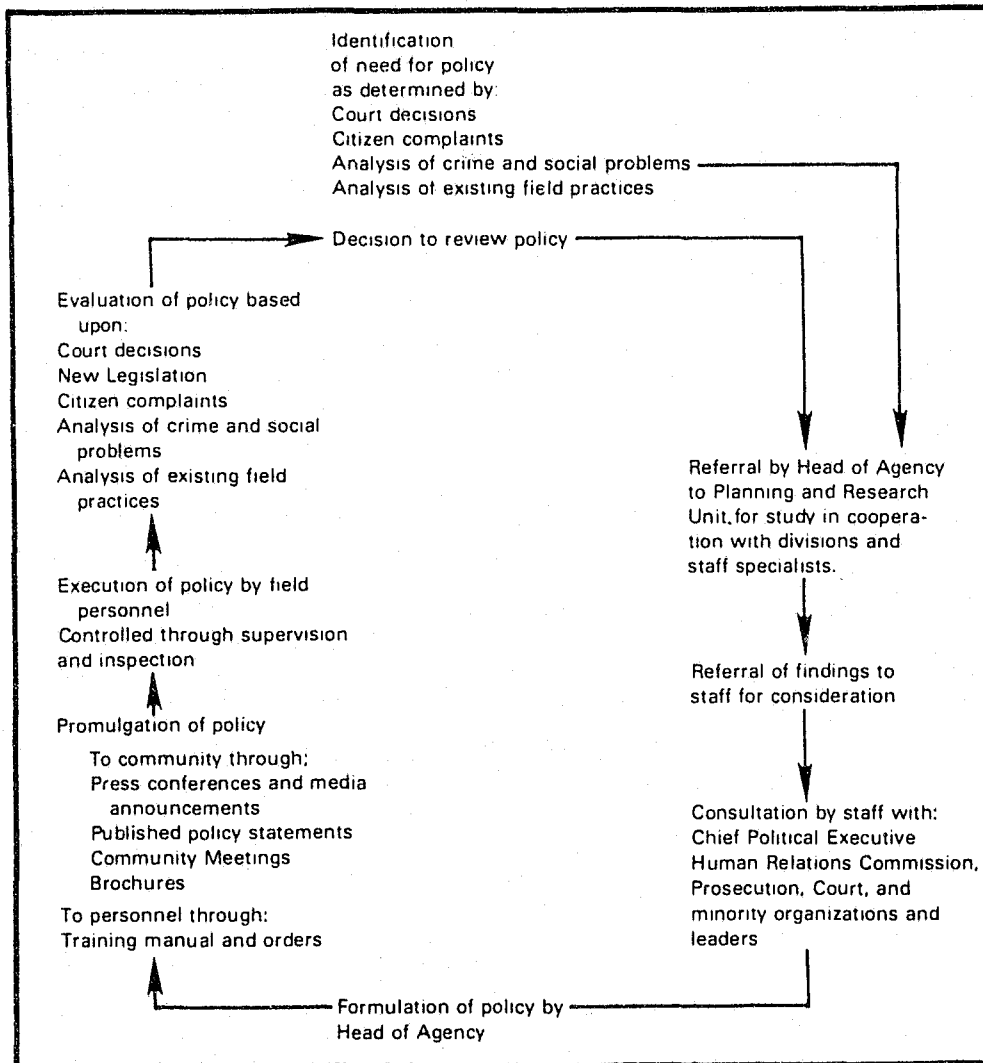 Identification
of need for policy
as determined by:
Court decisions
Citizen complaints
Analysis of crime and social problems
Analysis of existing field practices
Decision to review policy
Evaluation of policy based
upon:
Court decisions
New Legislation
Citizen complaints
Analysis of crime and social
problems
Analysis of existing field
practices
Execution of policy by field
personnel
Controlled through supervision
and inspection
Promulgation of policy
To community through;
Press conferences and media
announcements
Published policy statements
Community Meetings
Brochures
To personnel through:
Training manual and orders
Referral by Head of Agency
to Planning and Research
Unit, for study in coopera-
tion with divisions and
staff specialists.
Referral of findings to
staff for consideration
Consultation by staff with:
Chief Political Executive
Human Relations Commission,
Prosecution, Court, and
minority organizations and
leaders
Formulation of policy by
Head of Agency